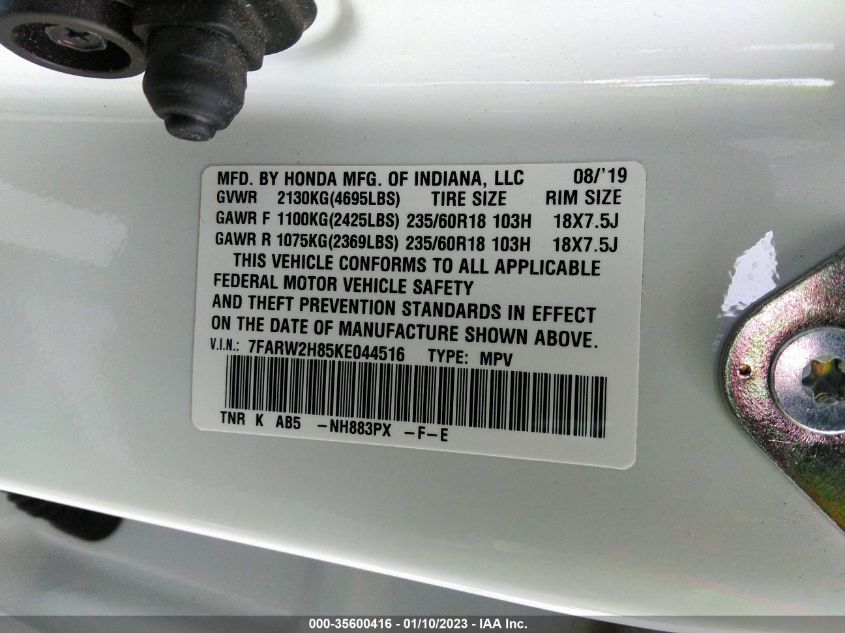 MFD. BY HONDA MFG. OF INDIANA, LLC 08/'19
GVWR 2130KG(4695LBS) TIRE SIZE RIM SIZE
GAWR F 1100KG(2425LBS) 235/60R18 103H 18X7.5J
GAWR R 1075KG(2369LBS) 235/60R18 103H 18X7.5J
THIS VEHICLE CONFORMS TO ALL APPLICABLE
FEDERAL MOTOR VEHICLE SAFETY
AND THEFT PREVENTION STANDARDS IN EFFECT
ON THE DATE OF MANUFACTURE SHOWN ABOVE.
V.I.N.: 7FARW2H85KE044516 TYPE: MPV
TNR K AB5 -NH883PX -F-E
000-35600416 - 01/10/2023 - IAA Inc.